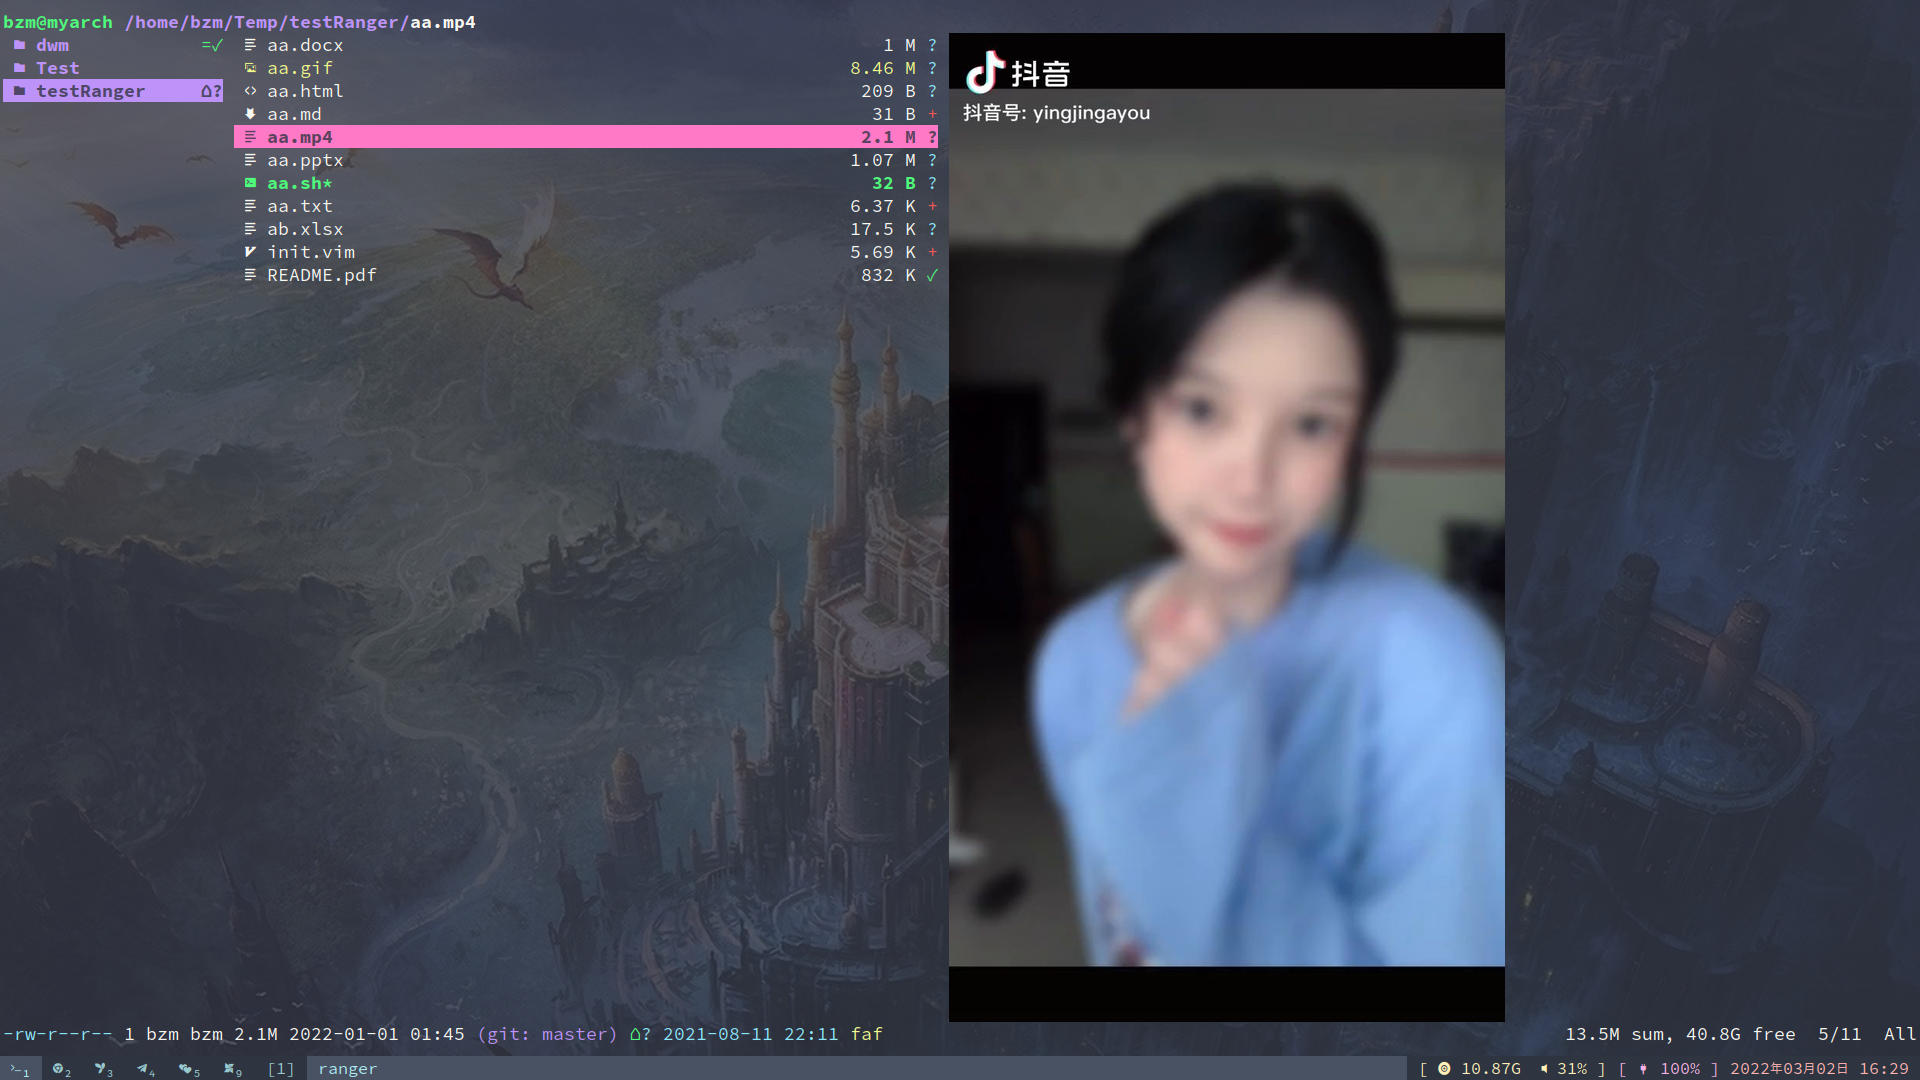 bzm@myarch /home/bzm/Temp/testRanger/aa.mp4
dwm =✓
Test
testRanger ?
aa.docx 1 M ?
aa.gif 8.46 M ?
aa.html 209 B ?
aa.md 31 B +
aa.mp4 2.1 M ?
aa.pptx 1.07 M ?
aa.sh* 32 B ?
aa.txt 6.37 K +
ab.xlsx 17.5 K ?
init.vim 5.69 K +
README.pdf 832 K ✓
抖音
抖音号: yingjingayou
-rw-r--r-- 1 bzm bzm 2.1M 2022-01-01 01:45 (git: master) ? 2021-08-11 22:11 faf
13.5M sum, 40.8G free 5/11 All
1 2 3 4 5 9 [1] ranger
[ 10.87G 31% ] [ 100% ] 2022年03月02日 16:29